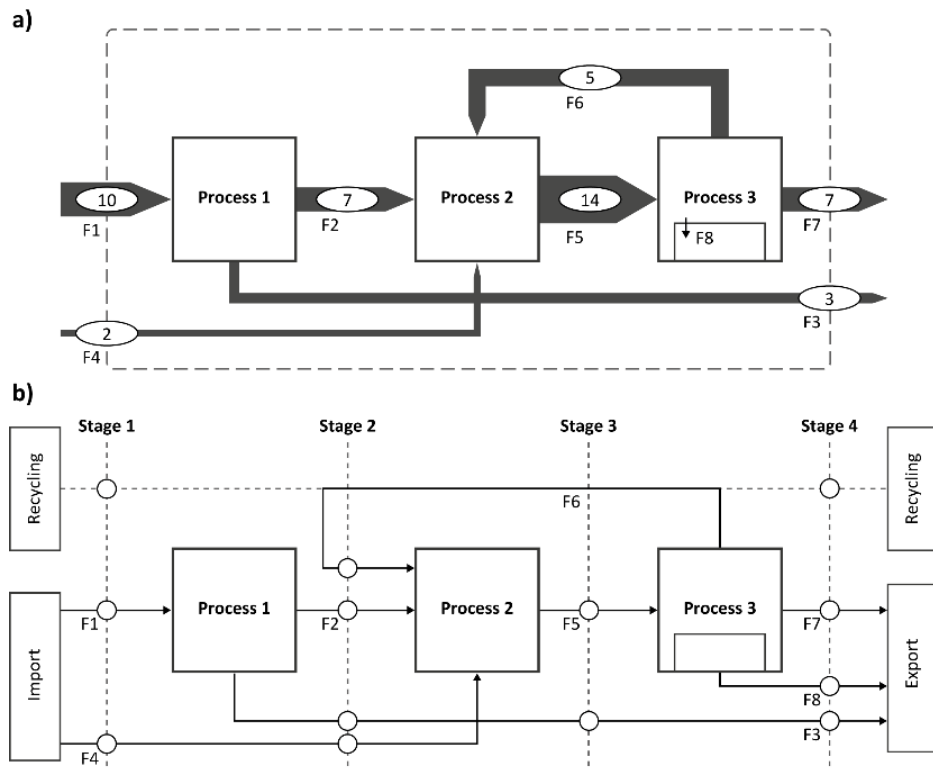 a)
5
F6
Process 1
Process 2
Process 3
10
7
14
7
F1
F2
F5
F8
F7
3
F3
2
F4
b)
Stage 1
Stage 2
Stage 3
Stage 4
Recycling
Recycling
F6
Process 1
Process 2
Process 3
F1
F2
F5
F7
Import
Export
F8
F3
F4